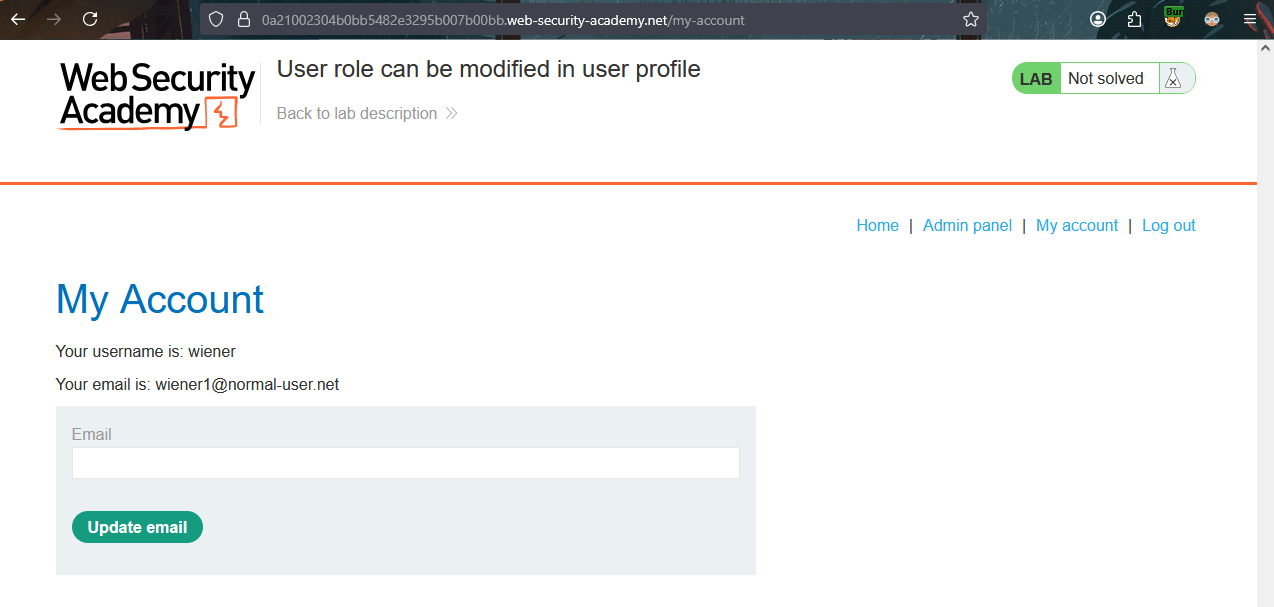 0a21002304b0bb5482e3295b007b00bb.web-security-academy.net/my-account
Bur
Web Security
Academy
User role can be modified in user profile
Back to lab description
LAB Not solved
Home | Admin panel | My account | Log out
My Account
Your username is: wiener
Your email is: wiener1@normal-user.net
Email
Update email